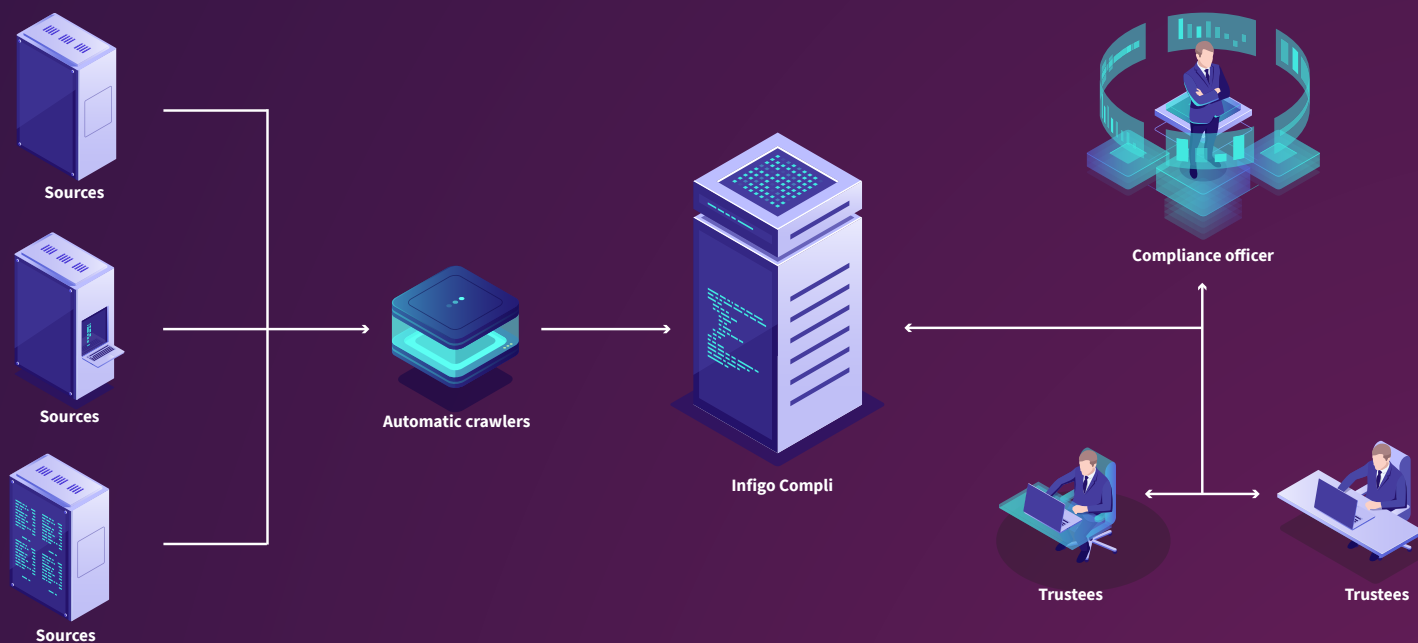 Sources
Compliance officer
Sources
Automatic crawlers
Infigo Compli
Trustees
Trustees
Sources